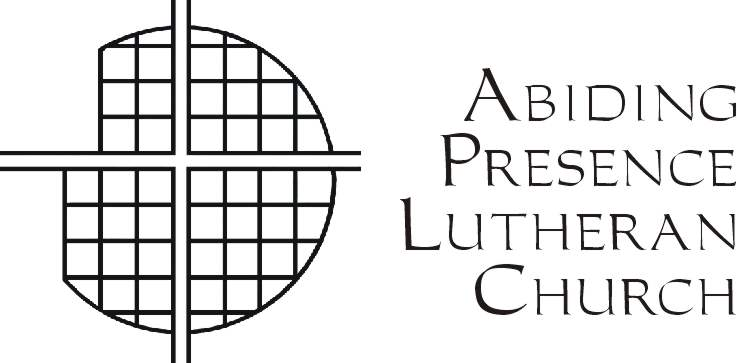 ABIDING
PRESENCE
LUTHERAN
CHURCH